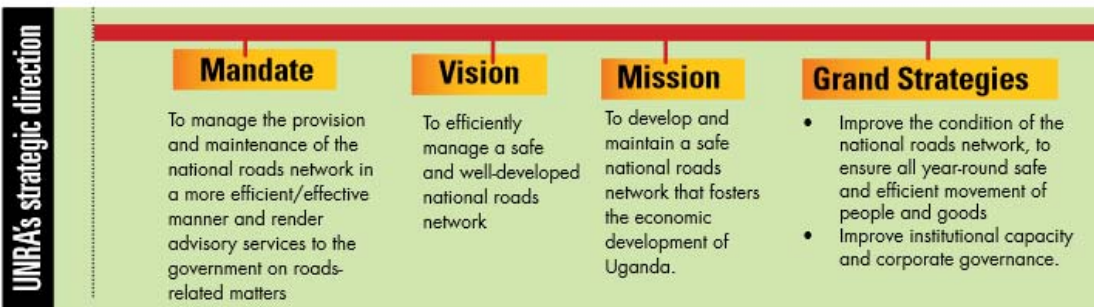 UNRA's strategic direction
Mandate
To manage the provision
and maintenance of the
national roads network in
a more efficient/effective
manner and render
advisory services to the
government on roads-
related matters
Vision
To efficiently
manage a safe
and well-developed
national roads
network
Mission
To develop and
maintain a safe
national roads
network that fosters
the economic
development of
Uganda.
Grand Strategies
• Improve the condition of the
national roads network, to
ensure all year-round safe
and efficient movement of
people and goods
• Improve institutional capacity
and corporate governance.